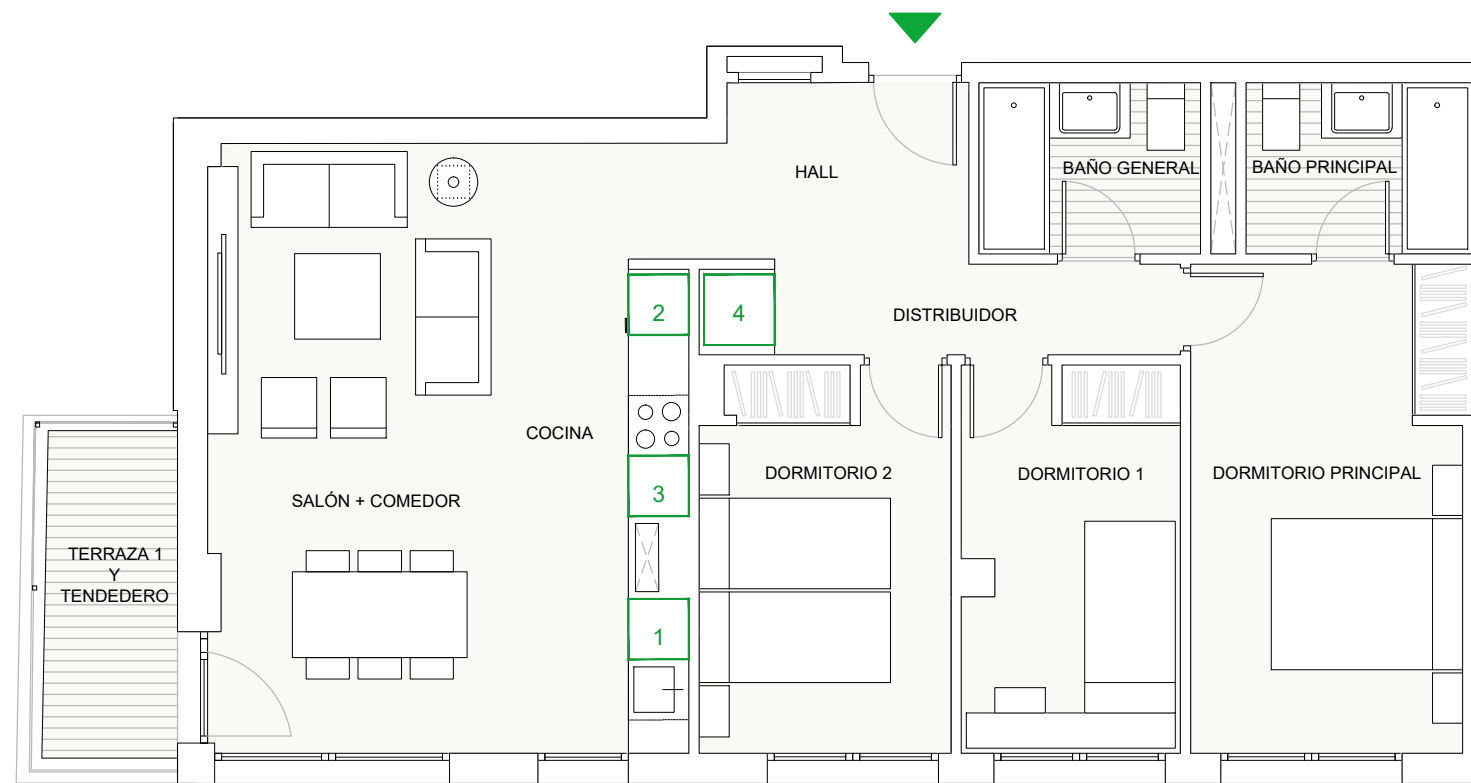 HALL
BAÑO GENERAL
BAÑO PRINCIPAL
2
4
DISTRIBUIDOR
COCINA
DORMITORIO 2
DORMITORIO 1
DORMITORIO PRINCIPAL
3
SALÓN + COMEDOR
TERRAZA 1
Y
TENDEDERO
1